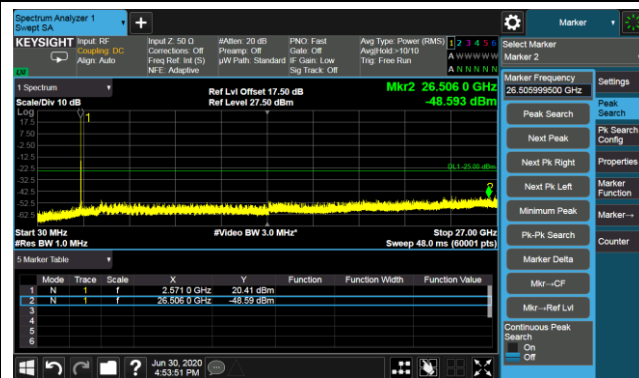 Spectrum Analyzer 1
Swept SA
Marker
KEYSIGHT
Input: RF
Coupling: DC
Align: Auto
Input Z: 50 Ω
Corrections: Off
Freq Ref: Int (S)
NFE: Adaptive
#Atten: 20 dB
Preamp: Off
µW Path: Standard
PNO: Fast
Gate: Off
IF Gain: Low
Sig Track: Off
Avg Type: Power (RMS)
Avg|Hold:>10/10
Trig: Free Run
1 2 3 4 5 6
A W W W W W
A N N N N N
LXI
Select Marker
Marker 2
1 Spectrum
Scale/Div 10 dB
Log
Ref Lvl Offset 17.50 dB
Ref Level 27.50 dBm
Mkr2 26.506 0 GHz
-48.593 dBm
17.5
7.50
-2.50
-12.5
-22.5
-32.5
-42.5
-52.5
-62.5
1
DL1 -25.00 dBm
2
Start 30 MHz
#Res BW 1.0 MHz
#Video BW 3.0 MHz*
Stop 27.00 GHz
Sweep 48.0 ms (60001 pts)
5 Marker Table
Mode Trace Scale X Y Function Function Width Function Value
1 N 1 f 2.571 0 GHz 20.41 dBm
2 N 1 f 26.506 0 GHz -48.59 dBm
3
4
5
6
Marker Frequency
26.505999500 GHz
Peak Search
Next Peak
Next Pk Right
Next Pk Left
Minimum Peak
Pk-Pk Search
Marker Delta
Mkr→CF
Mkr→Ref Lvl
Continuous Peak
Search
On
Off
Settings
Peak
Search
Pk Search
Config
Properties
Marker
Function
Marker→
Counter
Jun 30, 2020
4:53:51 PM